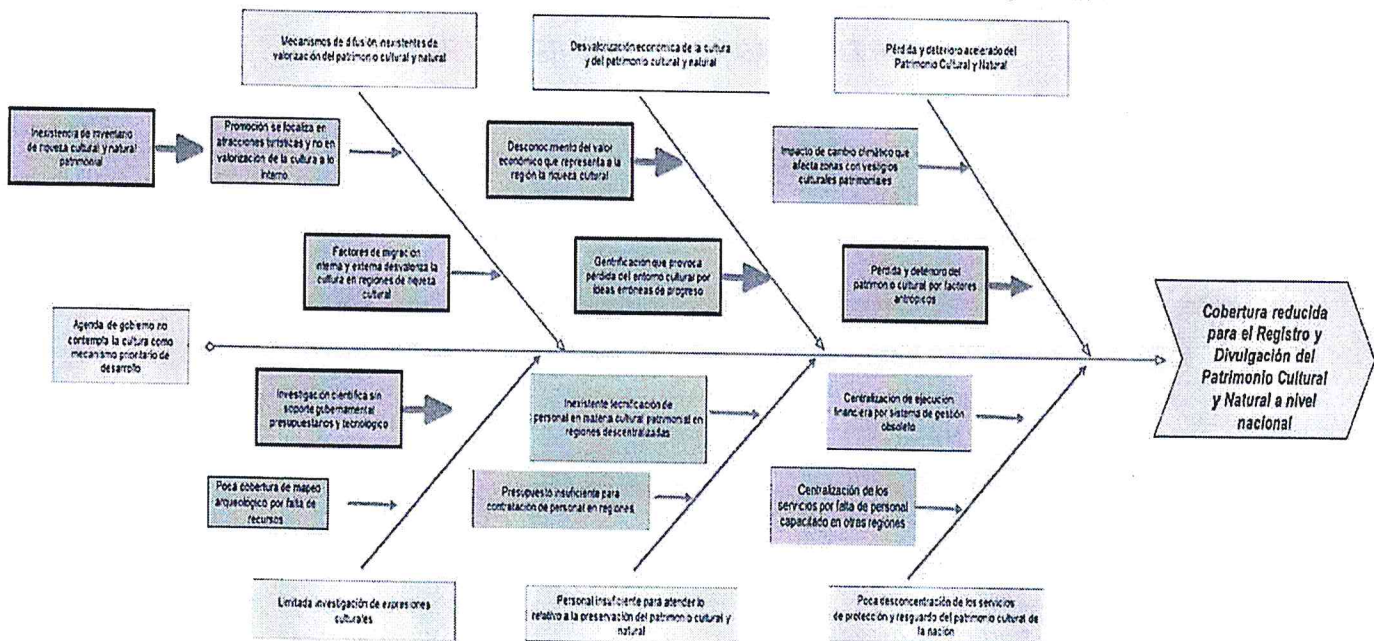 Mecanismos de difusión inexistentes de
valorización del patrimonio cultural y natural
Desvalorización económica de la cultura
y del patrimonio cultural y natural
Pérdida y deterioro acelerado del
Patrimonio Cultural y Natural
Inexistencia de inventario
de riqueza cultural y natural
patrimonial
Promoción se focaliza en
atracciones turísticas y no en
valorización de la cultura a lo
interno
Desconocimiento del valor
económico que representa a la
región la riqueza cultural
Impacto de cambio climático que
afecta zonas con vestigios
culturales patrimoniales
Factores de migración
interna y externa desvaloriza la
cultura en regiones de riqueza
cultural
Gentrificación que provoca
pérdida del entorno cultural por
ideas erróneas de progreso
Pérdida y deterioro del
patrimonio cultural por factores
antrópicos
Agenda de gobierno no
contempla la cultura como
mecanismo prioritario de
desarrollo
Cobertura reducida
para el Registro y
Divulgación del
Patrimonio Cultural
y Natural a nivel
nacional
Investigación científica sin
soporte gubernamental
presupuestarios y tecnológico
Inexistente tecnificación de
personal en materia cultural patrimonial en
regiones descentralizadas
Centralización de ejecución
financiera por sistema de gestión
obsoleto
Poca cobertura de mapeo
arqueológico por falta de
recursos
Presupuesto insuficiente para
contratación de personal en regiones
Centralización de los
servicios por falta de personal
capacitado en otras regiones
Limitada investigación de expresiones
culturales
Personal insuficiente para atender lo
relativo a la preservación del patrimonio cultural y
natural
Poca desconcentración de los servicios
de protección y resguardo del patrimonio cultural de
la nación